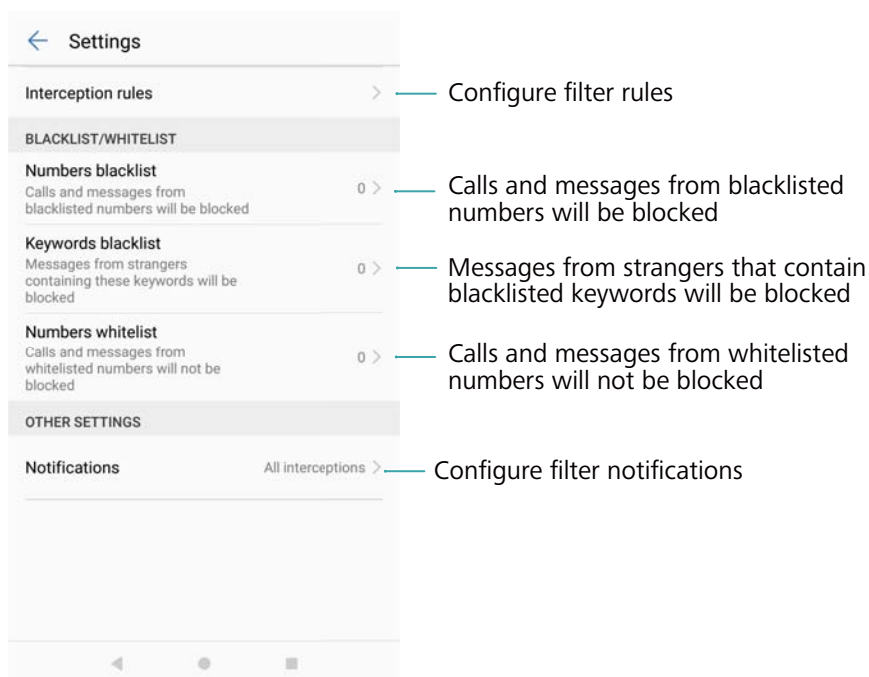 Settings
Interception rules
Configure filter rules
BLACKLIST/WHITELIST
Numbers blacklist
Calls and messages from
blacklisted numbers will be blocked
0
Calls and messages from blacklisted
numbers will be blocked
Keywords blacklist
Messages from strangers
containing these keywords will be
blocked
0
Messages from strangers that contain
blacklisted keywords will be blocked
Numbers whitelist
Calls and messages from
whitelisted numbers will not be
blocked
0
Calls and messages from whitelisted
numbers will not be blocked
OTHER SETTINGS
Notifications
All interceptions
Configure filter notifications